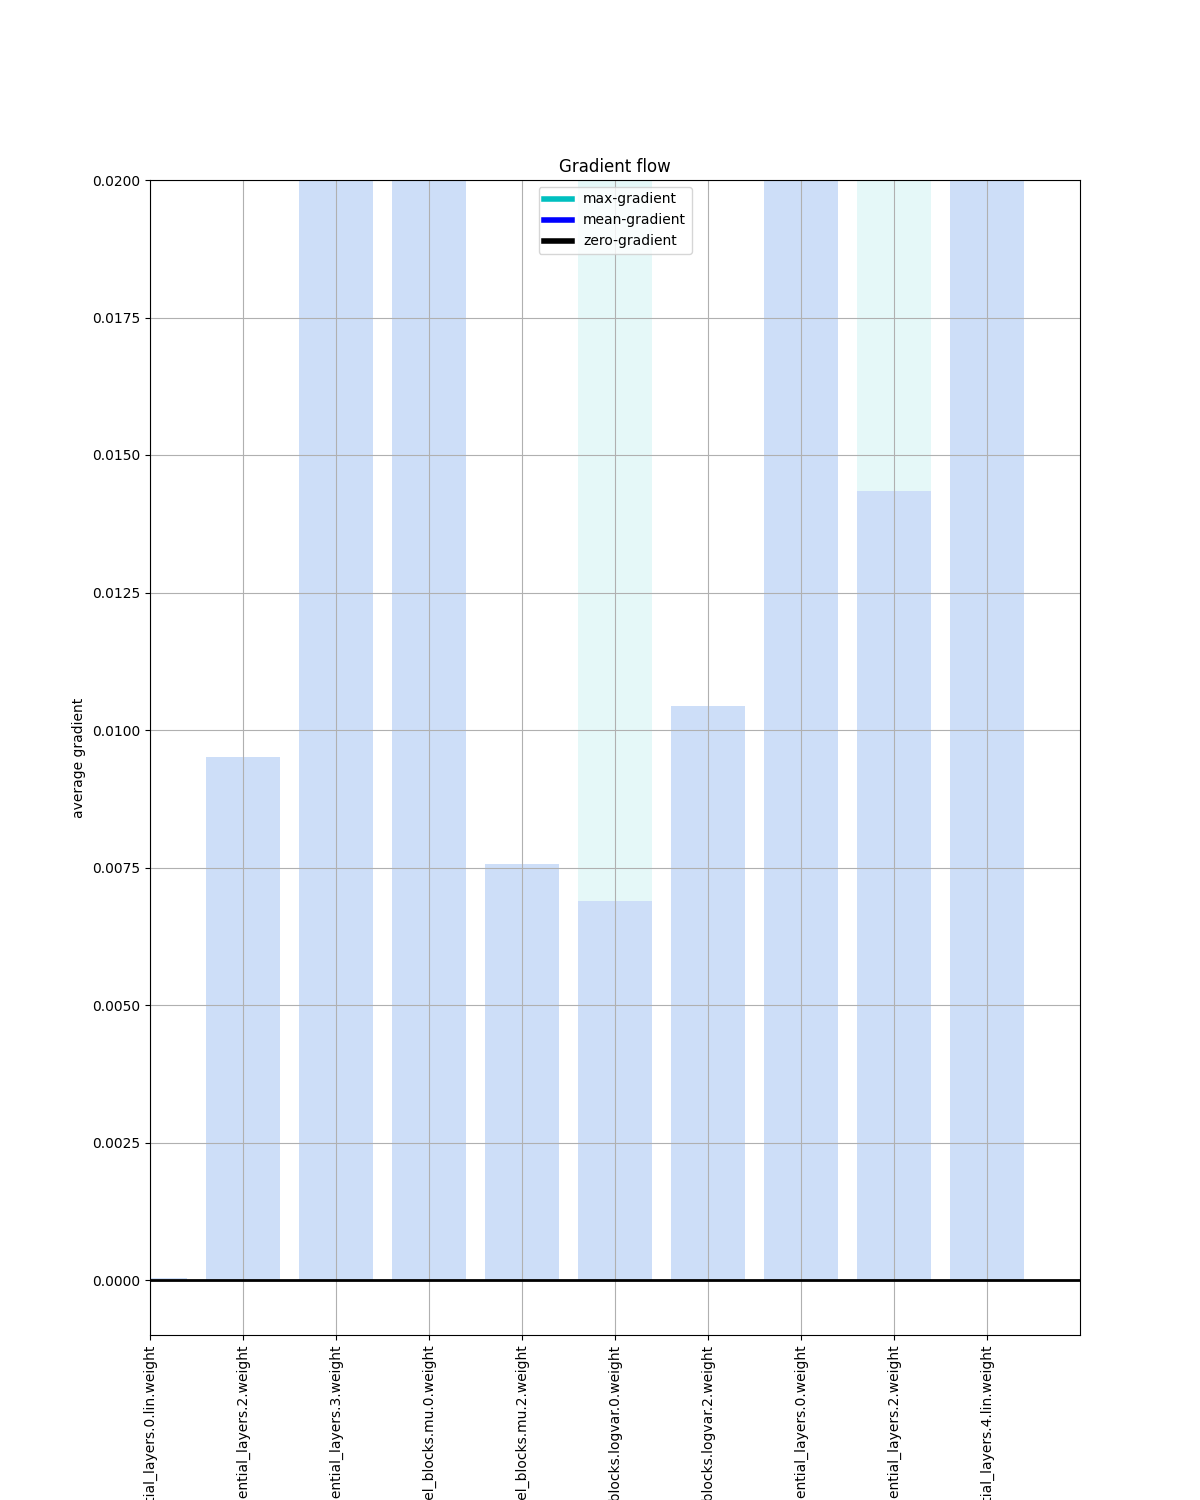 Gradient flow
max-gradient
mean-gradient
zero-gradient
0.0200
0.0175
0.0150
0.0125
0.0100
0.0075
0.0050
0.0025
0.0000
average gradient
tial_layers.0.lin.weight
ential_layers.2.weight
ential_layers.3.weight
el_blocks.mu.0.weight
el_blocks.mu.2.weight
blocks.logvar.0.weight
blocks.logvar.2.weight
ential_layers.0.weight
ential_layers.2.weight
tial_layers.4.lin.weight